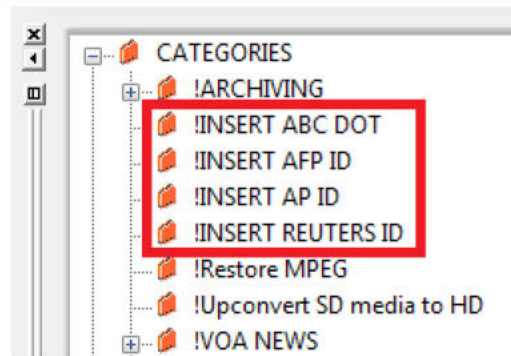 CATEGORIES
!ARCHIVING
!INSERT ABC DOT
!INSERT AFP ID
!INSERT AP ID
!INSERT REUTERS ID
!Restore MPEG
!Upconvert SD media to HD
!VOA NEWS